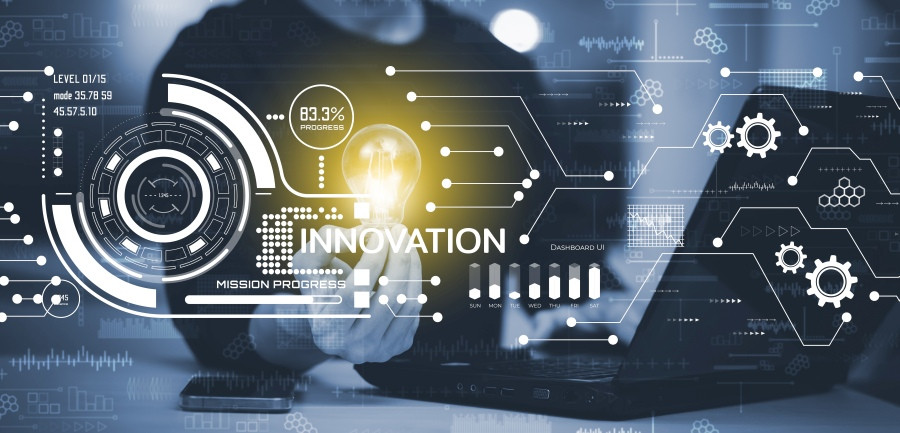 LEVEL 01/15
mode 35.78 59
45.57.5.10
83.3%
PROGRESS
INNOVATION
MISSION PROGRESS
DASHBOARD UI
SUN MON TUE WED THU FRI SAT